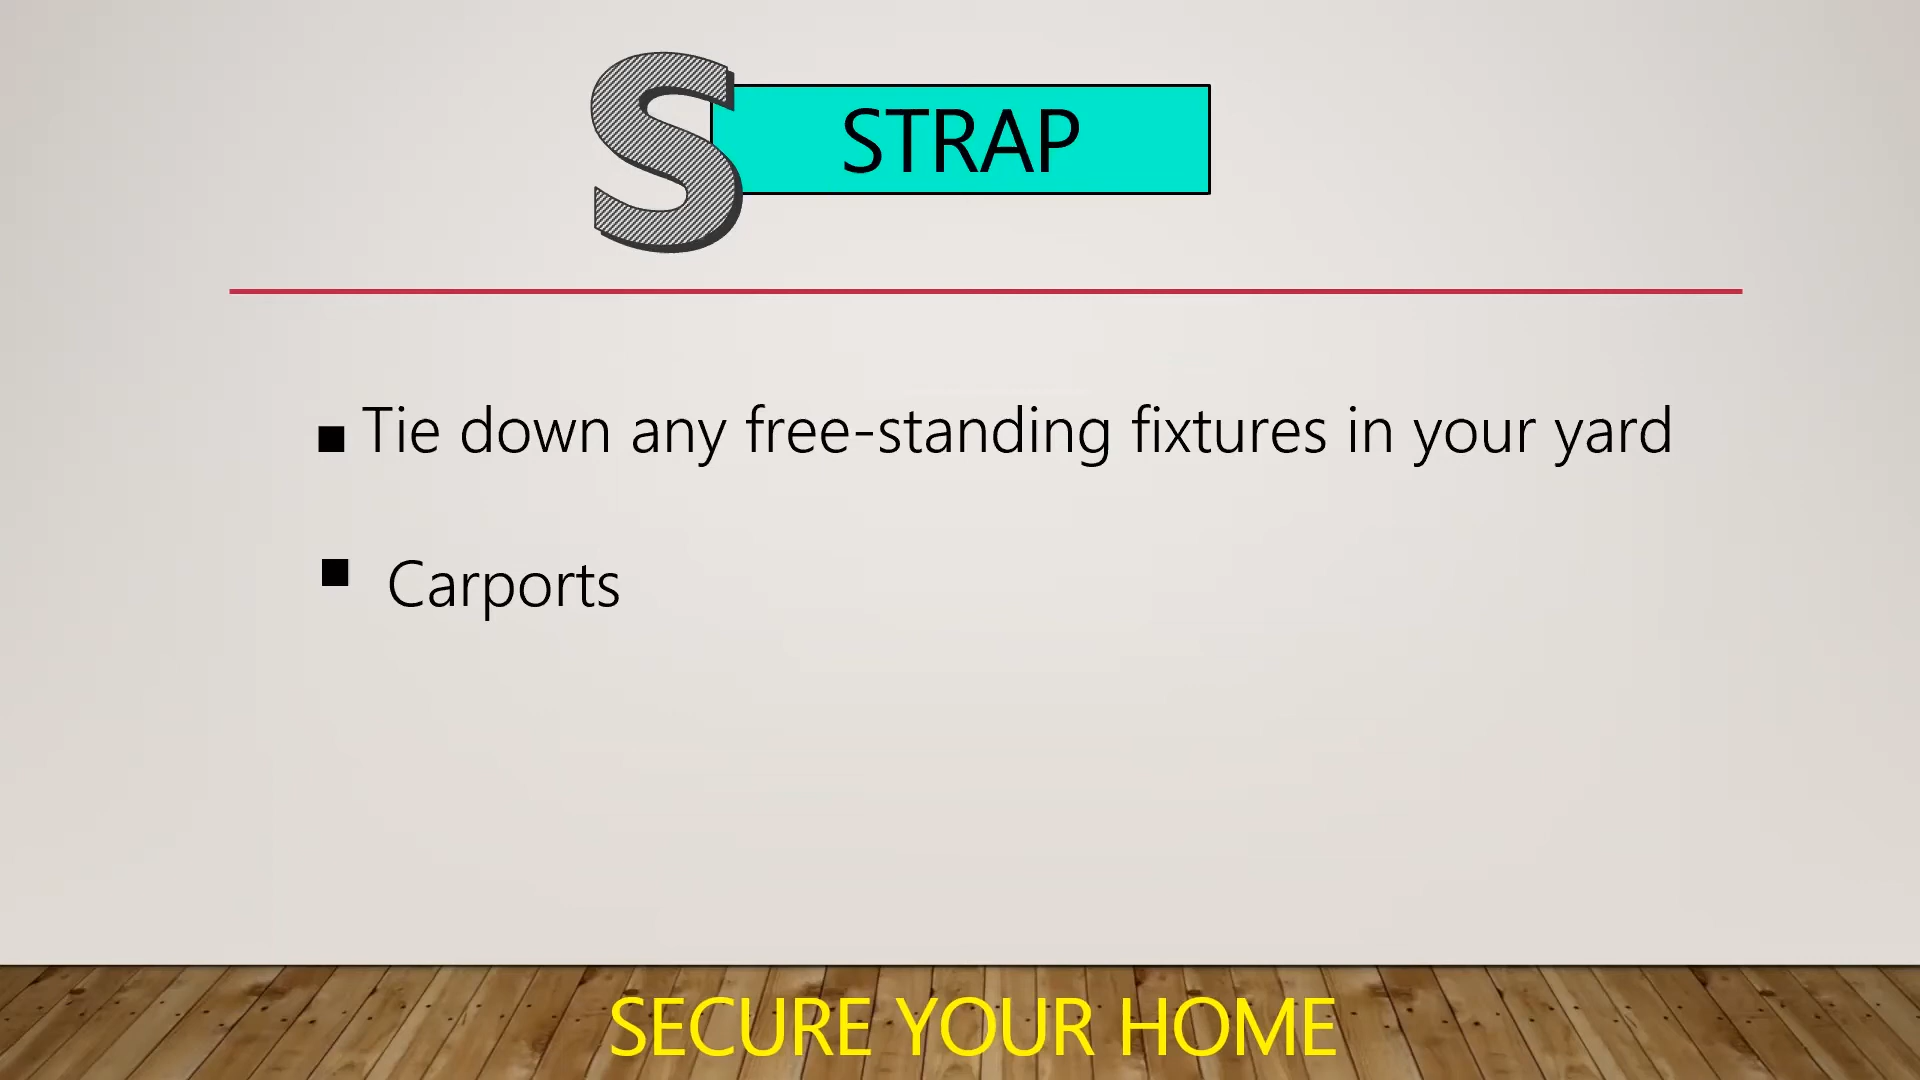 S
STRAP
▪ Tie down any free-standing fixtures in your yard
▪ Carports
SECURE YOUR HOME